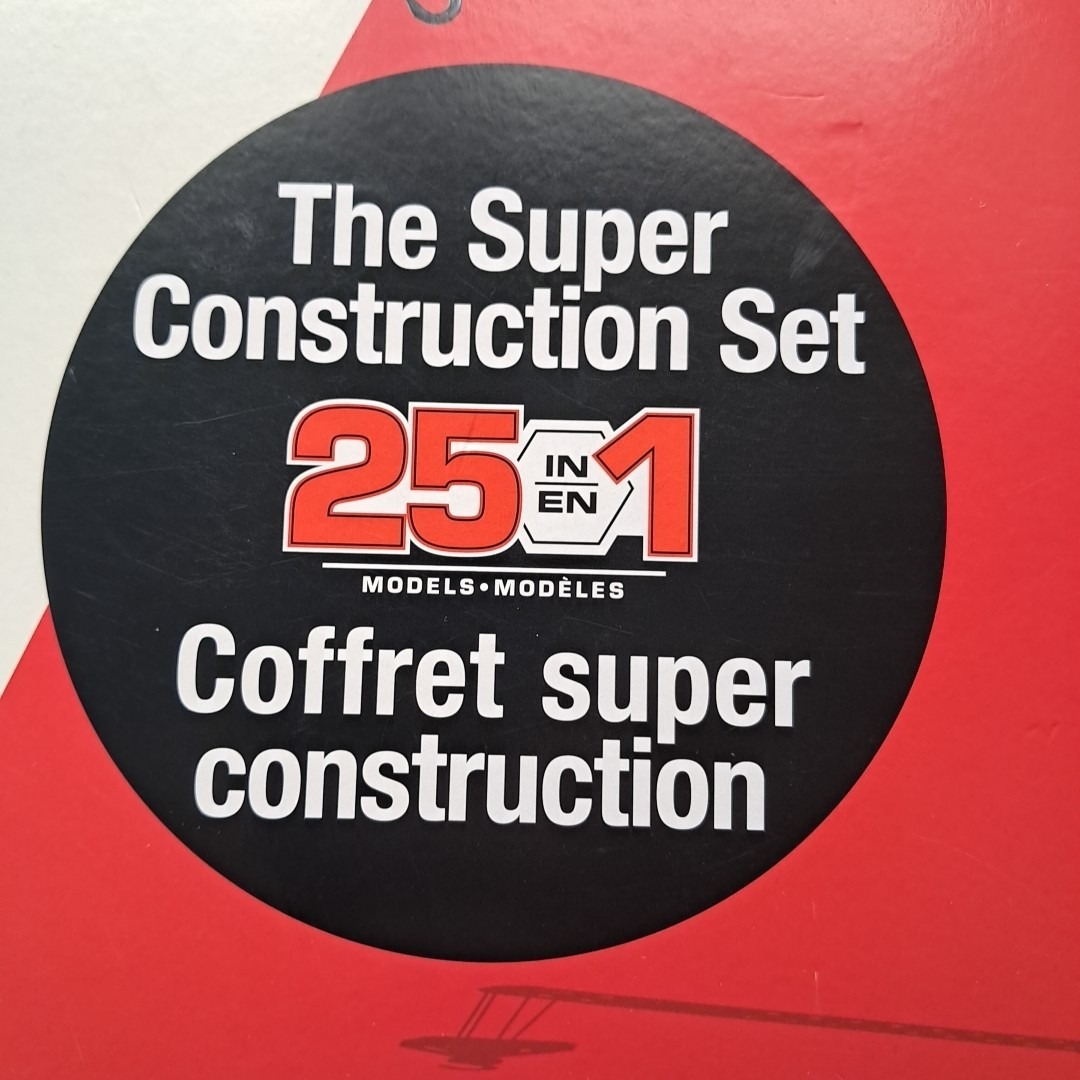 The Super
Construction Set
25 IN 1
EN
MODELS•MODÈLES
Coffret super
construction